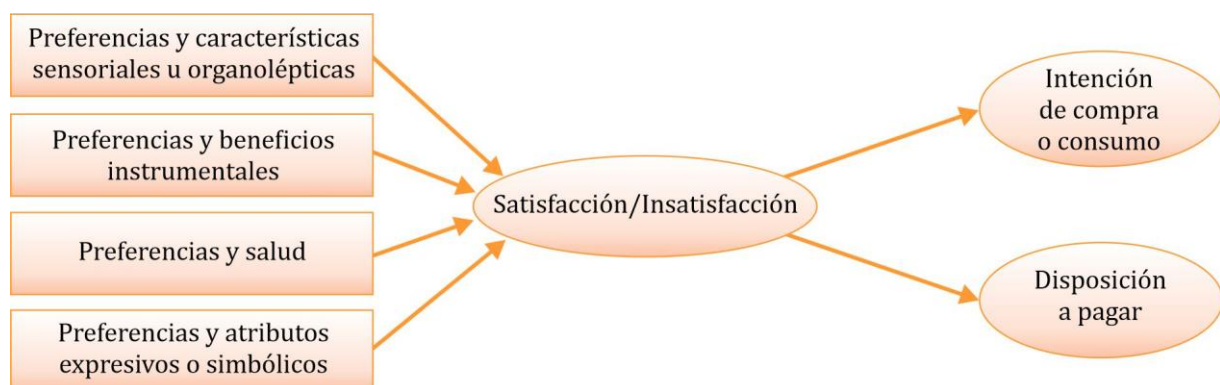 Preferencias y características
sensoriales u organolépticas
Preferencias y beneficios
instrumentales
Preferencias y salud
Preferencias y atributos
expresivos o simbólicos
Satisfacción/Insatisfacción
Intención
de compra
o consumo
Disposición
a pagar